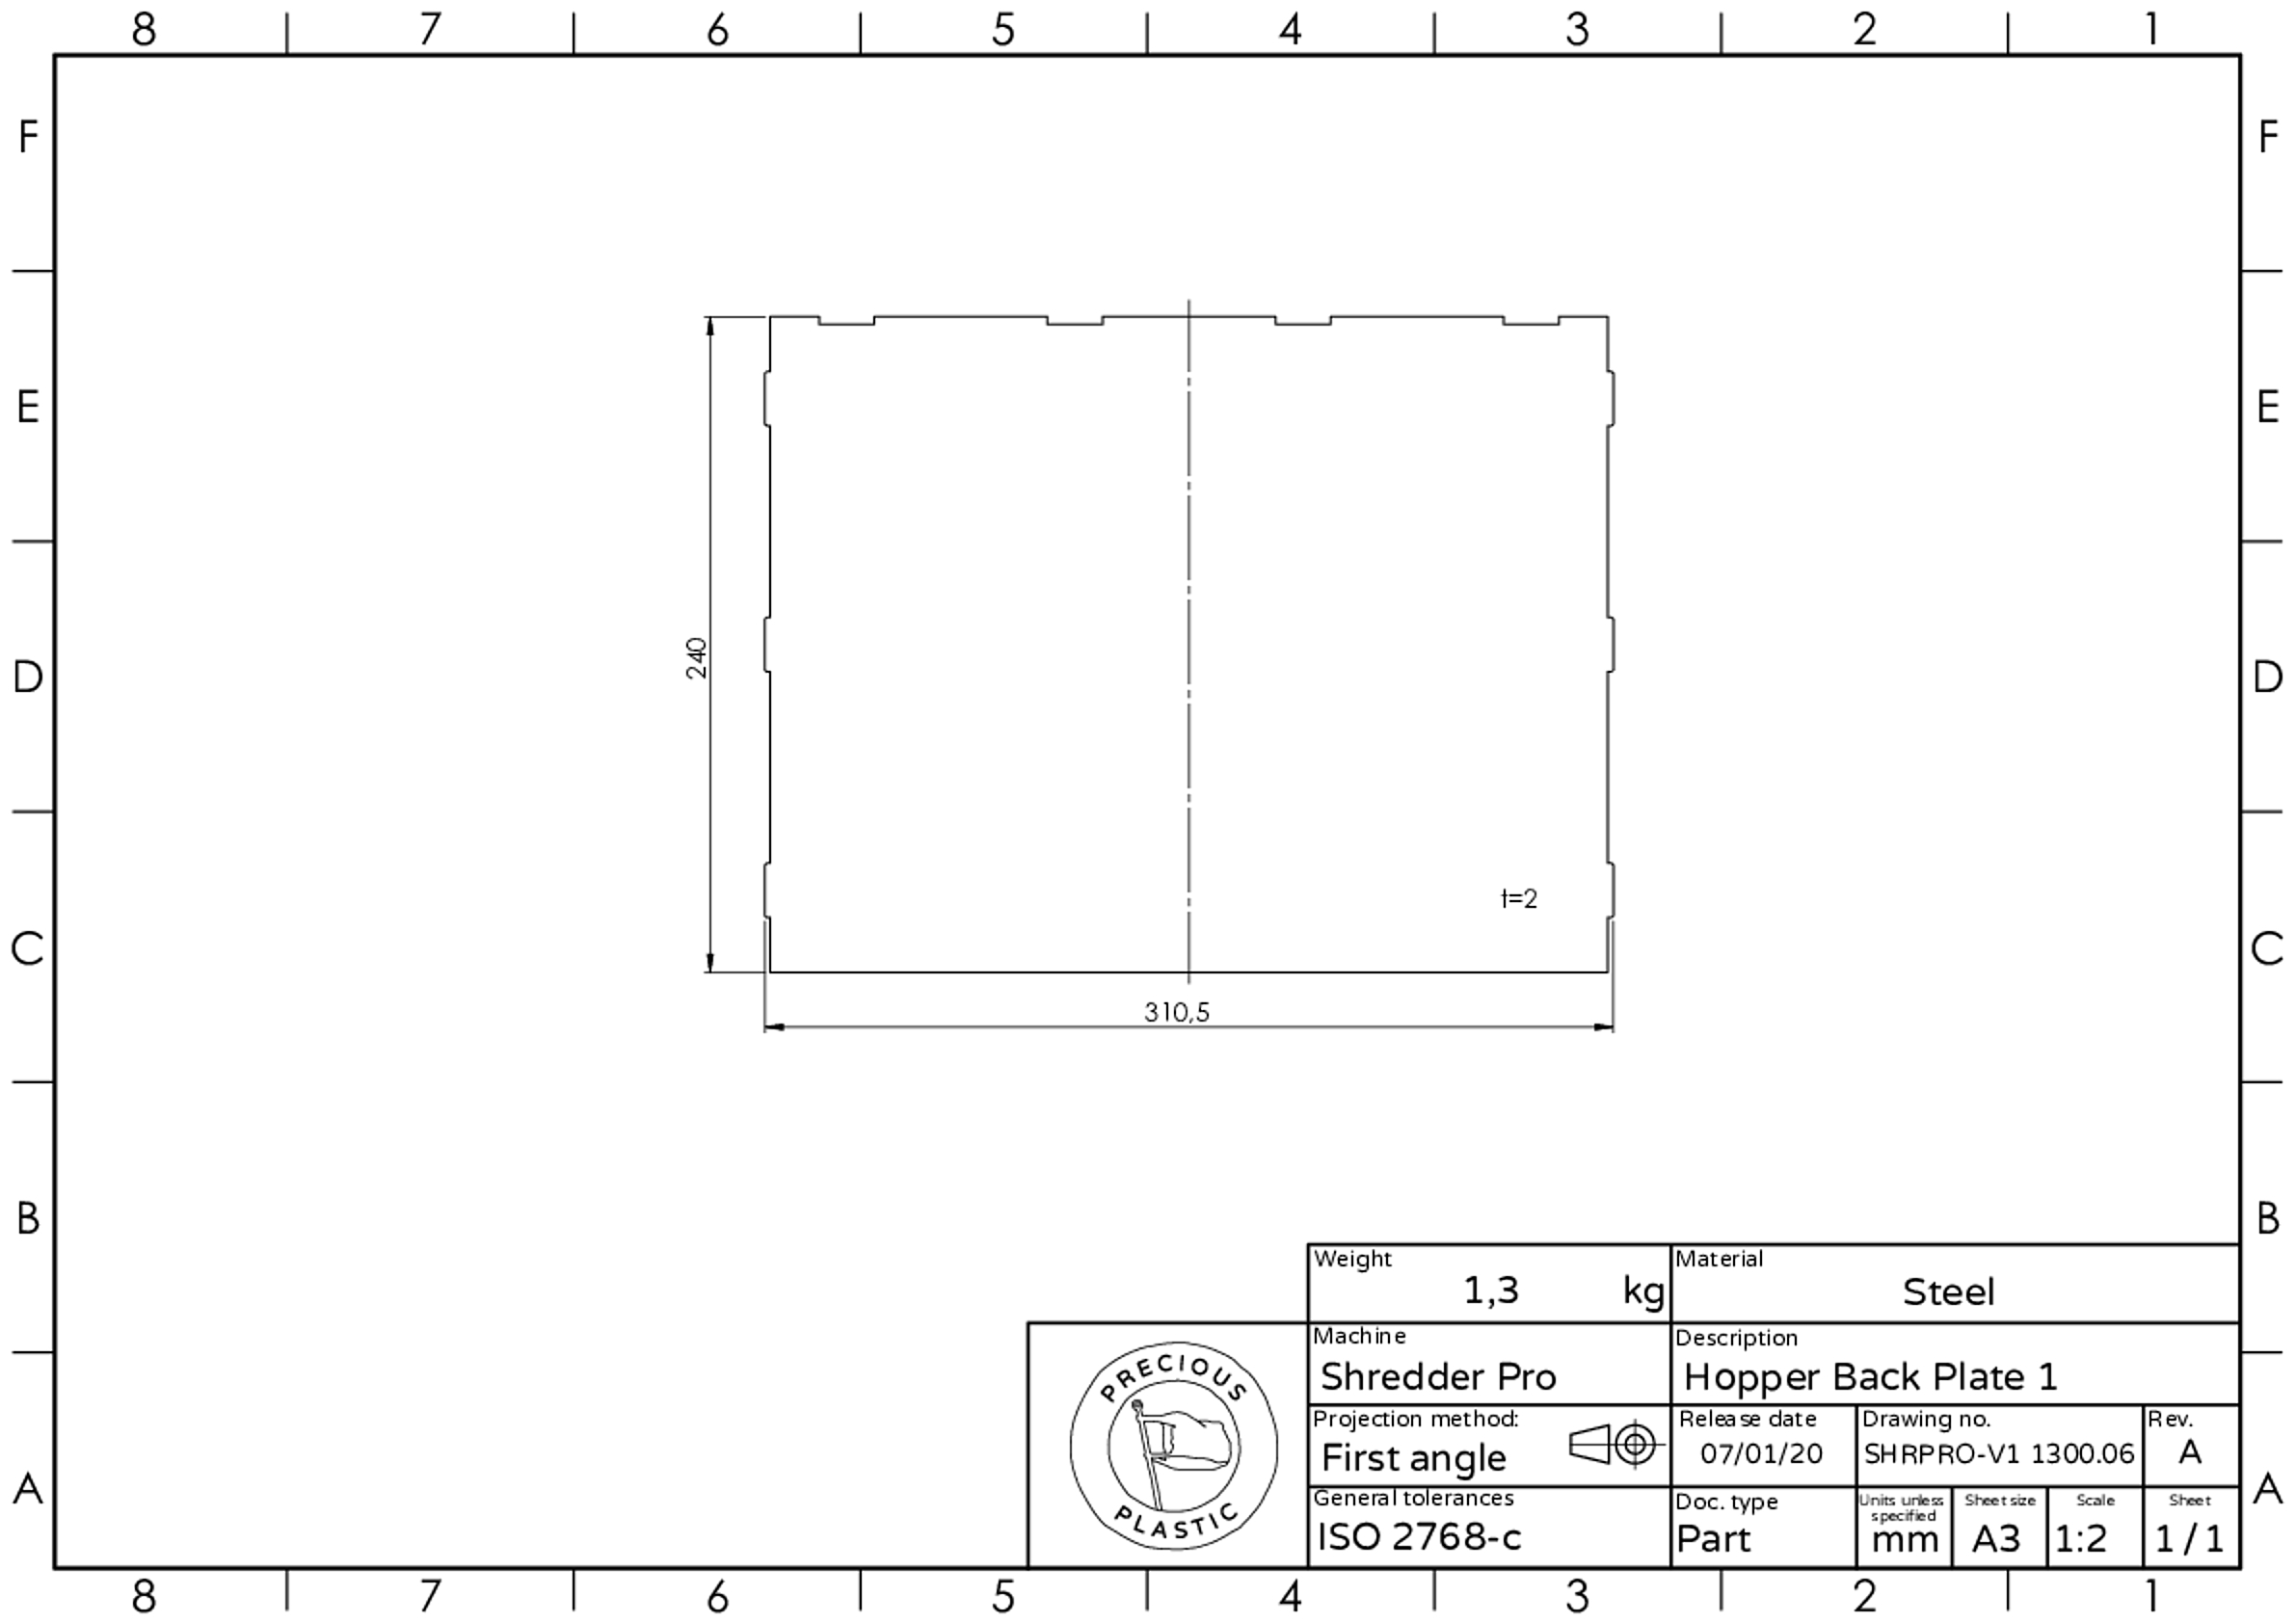 8 7 6 5 4 3 2 1
F F
E E
D D
C C
B B
A A
240
t=2
310,5
Weight
1,3 kg
Material
Steel
Machine
Shredder Pro
Description
Hopper Back Plate 1
Projection method:
First angle
Release date
07/01/20
Drawing no.
SHRPRO-V1 1300.06
Rev.
A
General tolerances
ISO 2768-c
Doc. type
Part
Units unless
specified
mm
Sheet size
A3
Scale
1:2
Sheet
1 / 1
PRECIOUS
PLASTIC
8 7 6 5 4 3 2 1